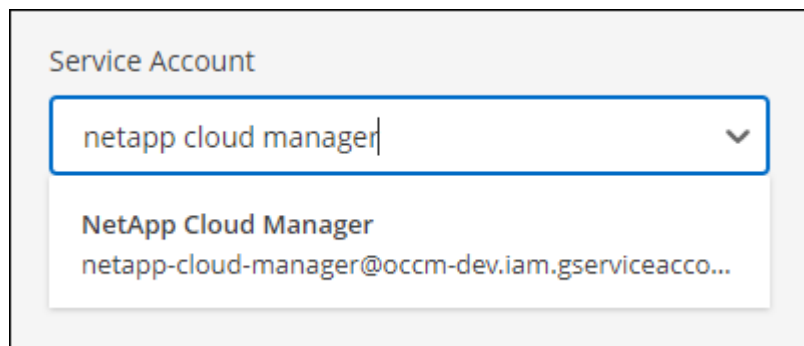 Service Account
netapp cloud manager
NetApp Cloud Manager
netapp-cloud-manager@occm-dev.iam.gserviceacco...